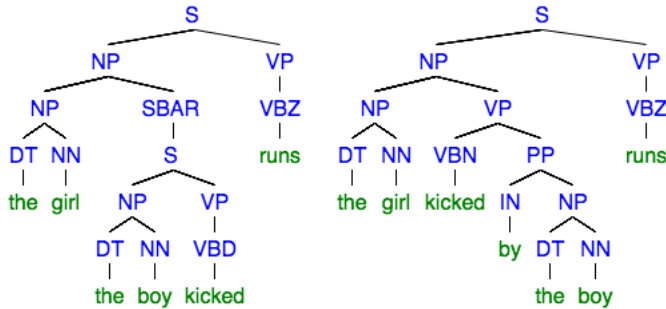 S S
NP VP NP VP
NP SBAR VBZ NP VP VBZ
DT NN S runs DT NN VBN PP runs
the girl NP VP the girl kicked IN NP
DT NN VBD by DT NN
the boy kicked the boy